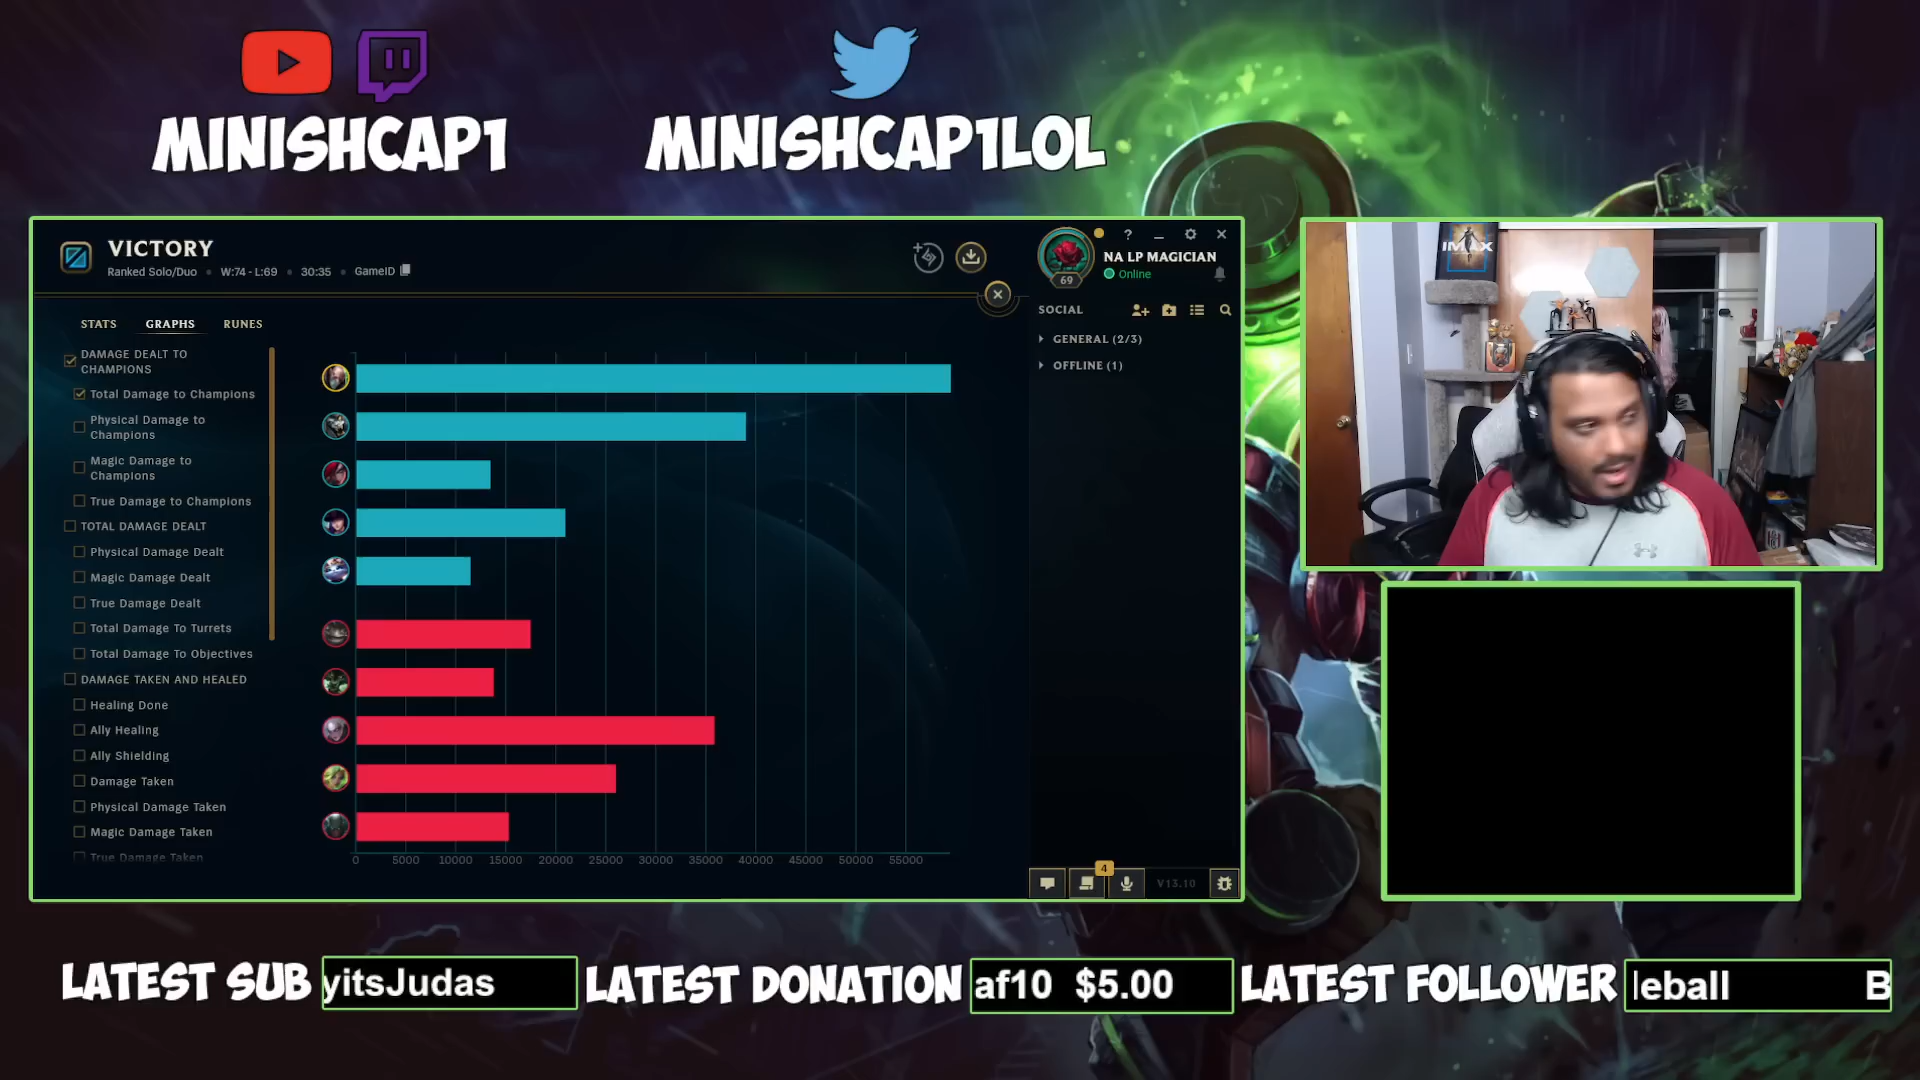 MINISHCAP1
MINISHCAP1LOL
VICTORY
Ranked Solo/Duo • W:74 - L:69 • 30:35 • GameID
STATS GRAPHS RUNES
DAMAGE DEALT TO
CHAMPIONS
Total Damage to Champions
Physical Damage to
Champions
Magic Damage to
Champions
True Damage to Champions
TOTAL DAMAGE DEALT
Physical Damage Dealt
Magic Damage Dealt
True Damage Dealt
Total Damage To Turrets
Total Damage To Objectives
DAMAGE TAKEN AND HEALED
Healing Done
Ally Healing
Ally Shielding
Damage Taken
Physical Damage Taken
Magic Damage Taken
True Damage Taken
0 5000 10000 15000 20000 25000 30000 35000 40000 45000 50000 55000
?
NA LP MAGICIAN
Online
69
SOCIAL
GENERAL (2/3)
OFFLINE (1)
4
V13.10
IMAX
LATEST SUB yitsJudas
LATEST DONATION af10 $5.00
LATEST FOLLOWER leball B